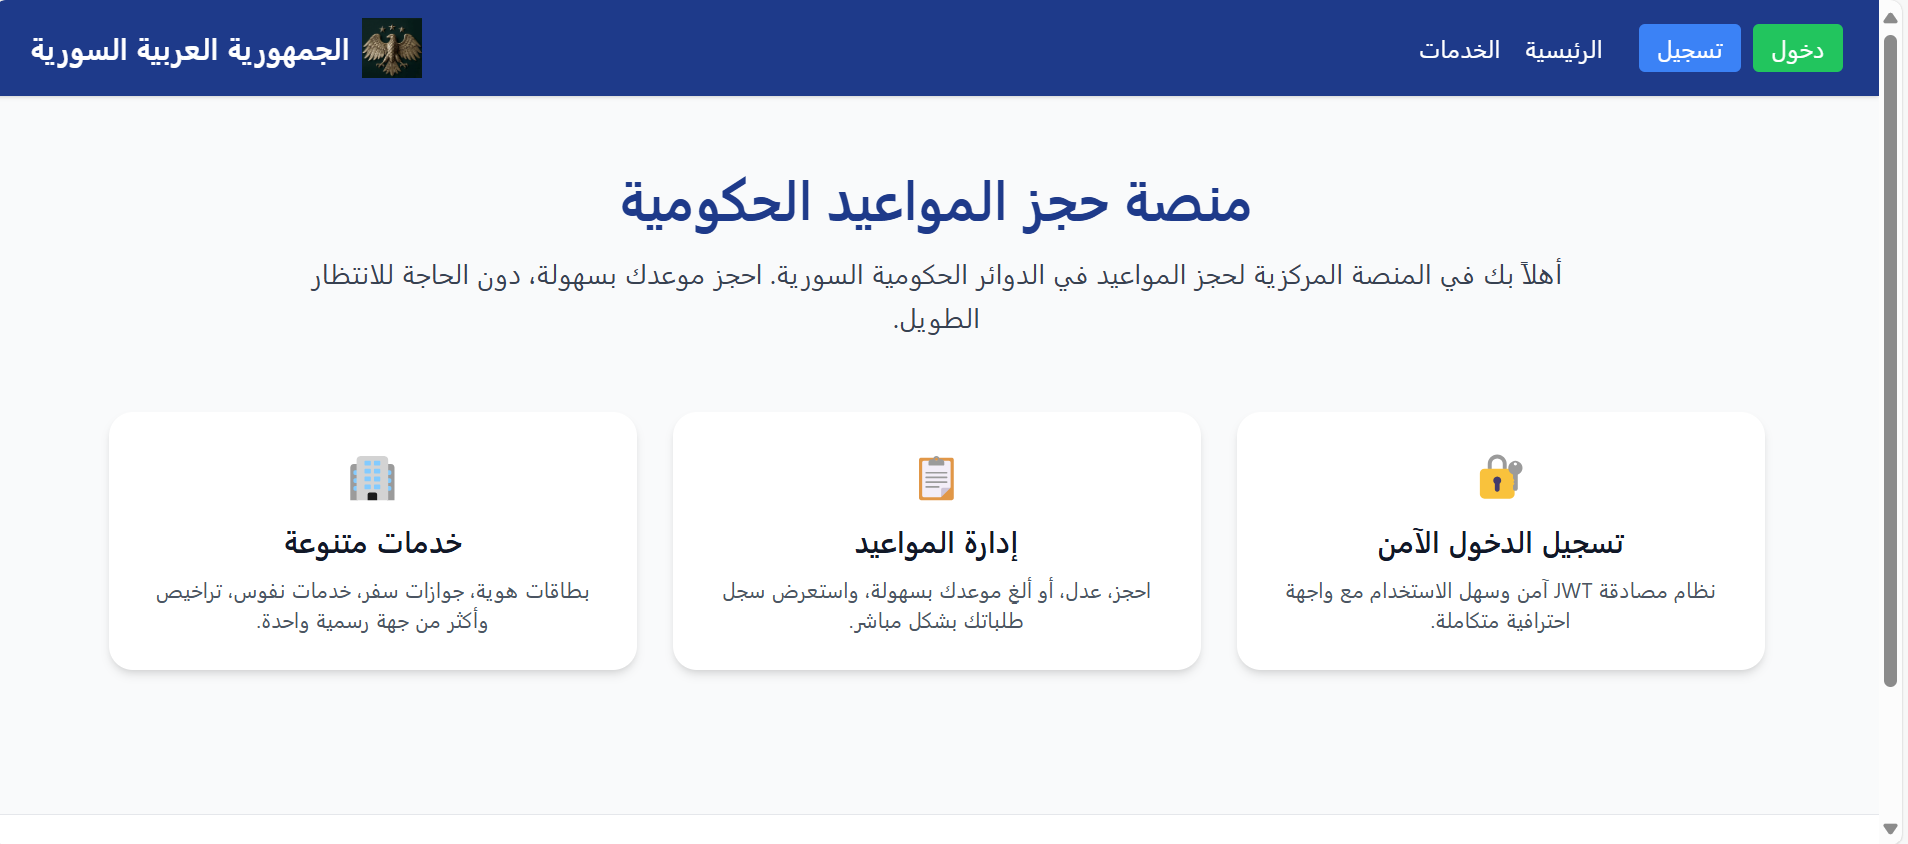 الجمهورية العربية السورية
الرئيسية
الخدمات
تسجيل
دخول
منصة حجز المواعيد الحكومية
أهلاً بك في المنصة المركزية لحجز المواعيد في الدوائر الحكومية السورية. احجز موعدك بسهولة، دون الحاجة للانتظار
الطويل.
تسجيل الدخول الآمن
نظام مصادقة JWT آمن وسهل الاستخدام مع واجهة
احترافية متكاملة.
إدارة المواعيد
احجز، عدل، أو ألغِ موعدك بسهولة، واستعرض سجل
طلباتك بشكل مباشر.
خدمات متنوعة
بطاقات هوية، جوازات سفر، خدمات نفوس، تراخيص
وأكثر من جهة رسمية واحدة.